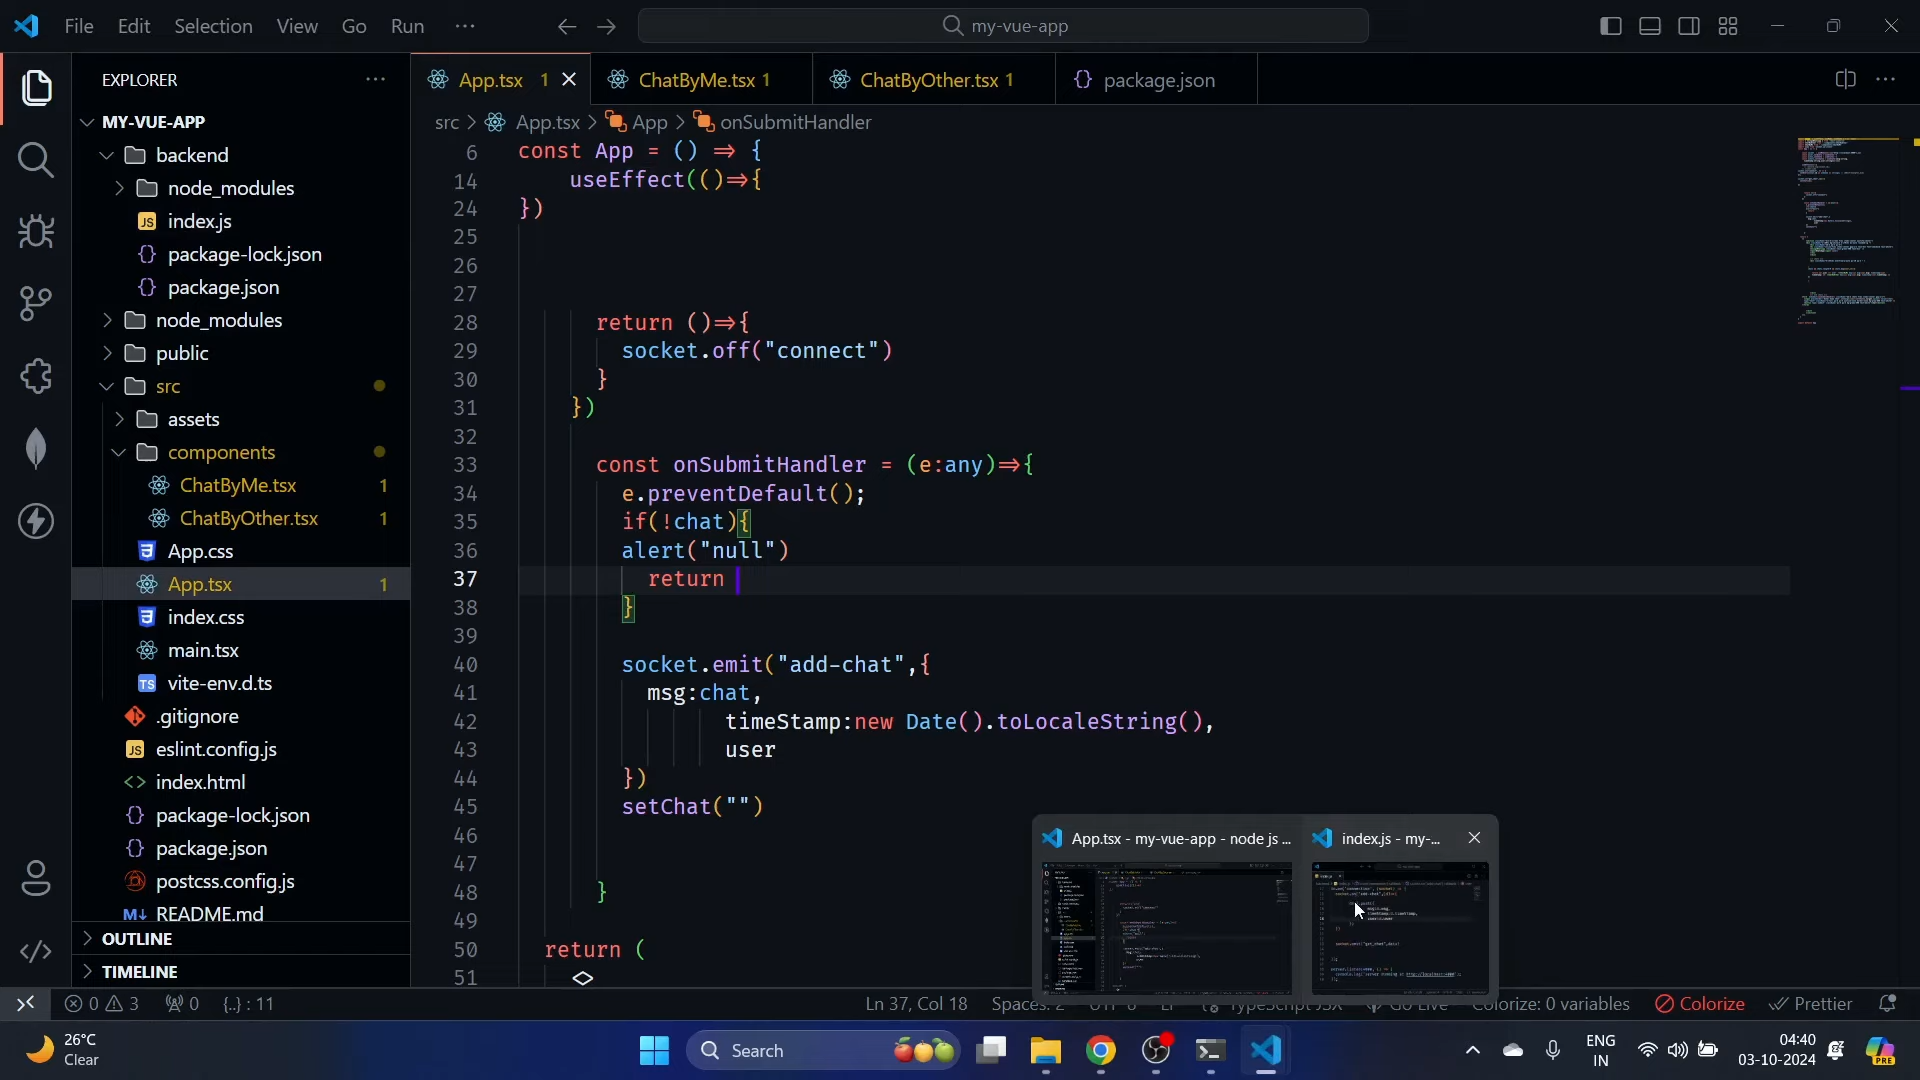 File Edit Selection View Go Run ··· my-vue-app
EXPLORER ···
MY-VUE-APP
backend
node_modules
index.js
package-lock.json
package.json
node_modules
public
src
assets
components
ChatByMe.tsx 1
ChatByOther.tsx 1
App.css
App.tsx 1
index.css
main.tsx
vite-env.d.ts
.gitignore
eslint.config.js
index.html
package-lock.json
package.json
postcss.config.js
README.md
OUTLINE
TIMELINE
App.tsx 1 ChatByMe.tsx 1 ChatByOther.tsx 1 package.json
src > App.tsx > App > onSubmitHandler
6 const App = () => {
14 useEffect(()=>{
24 })
25
26
27
28 return ()=>{
29 socket.off("connect")
30 }
31 })
32
33 const onSubmitHandler = (e:any)=>{
34 e.preventDefault();
35 if(!chat){
36 alert("null")
37 return
38 }
39
40 socket.emit("add-chat",{
41 msg:chat,
42 timeStamp:new Date().toLocaleString(),
43 user
44 })
45 setChat("")
46
47
48 }
49
50 return (
51 <>
App.tsx - my-vue-app - node js ... index.js - my-...
0 3 0 {..} : 11 Ln 37, Col 18 Spaces: 2 Colorize: 0 variables Colorize Prettier
26°C
Clear
Search
ENG
IN
04:40
03-10-2024
PRE